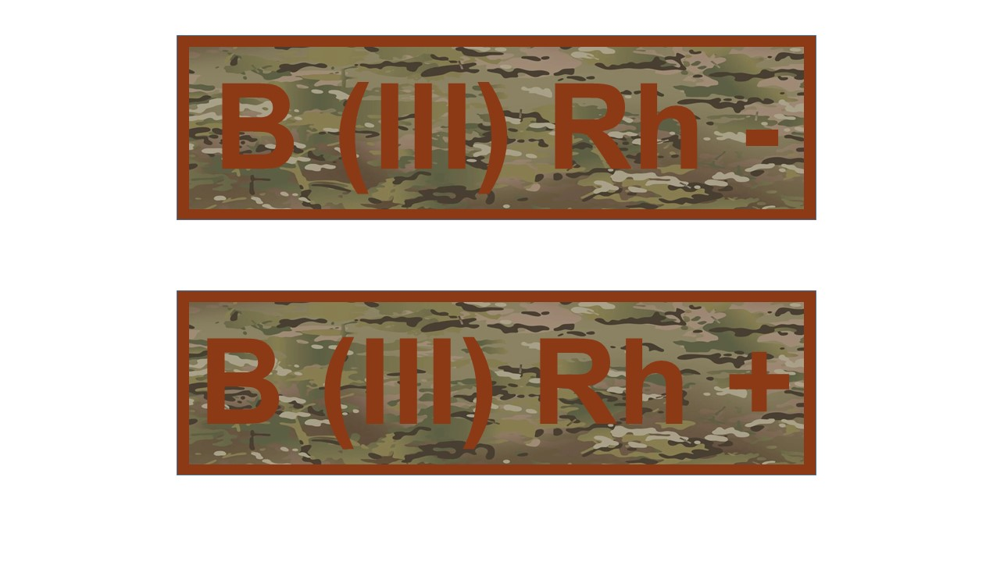 B (III) Rh -
B (III) Rh +